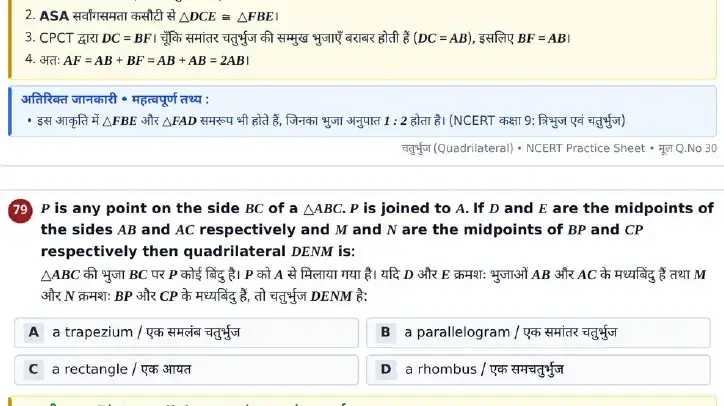 2. ASA सर्वांगसमता कसौटी से △DCE ≅ △FBE।
3. CPCT द्वारा DC = BF। चूँकि समांतर चतुर्भुज की सम्मुख भुजाएँ बराबर होती हैं (DC = AB), इसलिए BF = AB।
4. अतः AF = AB + BF = AB + AB = 2AB।
अतिरिक्त जानकारी • महत्वपूर्ण तथ्य :
• इस आकृति में △FBE और △FAD समरूप भी होते हैं, जिनका भुजा अनुपात 1 : 2 होता है। (NCERT कक्षा 9: त्रिभुज एवं चतुर्भुज)
चतुर्भुज (Quadrilateral) • NCERT Practice Sheet • मूल Q.No 30
79 P is any point on the side BC of a △ABC. P is joined to A. If D and E are the midpoints of
the sides AB and AC respectively and M and N are the midpoints of BP and CP
respectively then quadrilateral DENM is:
△ABC की भुजा BC पर P कोई बिंदु है। P को A से मिलाया गया है। यदि D और E क्रमशः भुजाओं AB और AC के मध्यबिंदु हैं तथा M
और N क्रमशः BP और CP के मध्यबिंदु हैं, तो चतुर्भुज DENM है:
A a trapezium / एक समलंब चतुर्भुज
B a parallelogram / एक समांतर चतुर्भुज
C a rectangle / एक आयत
D a rhombus / एक समचतुर्भुज